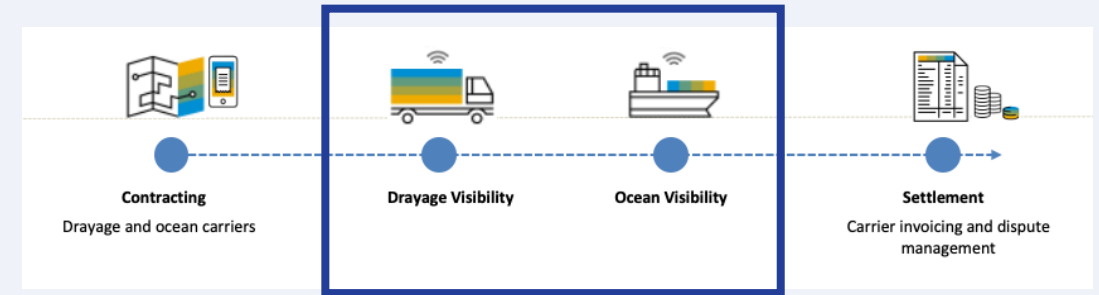 Contracting
Drayage and ocean carriers
Drayage Visibility
Ocean Visibility
Settlement
Carrier invoicing and dispute
management